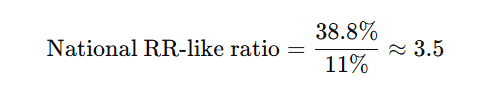 National RR-like ratio = 38.8% / 11% ≈ 3.5